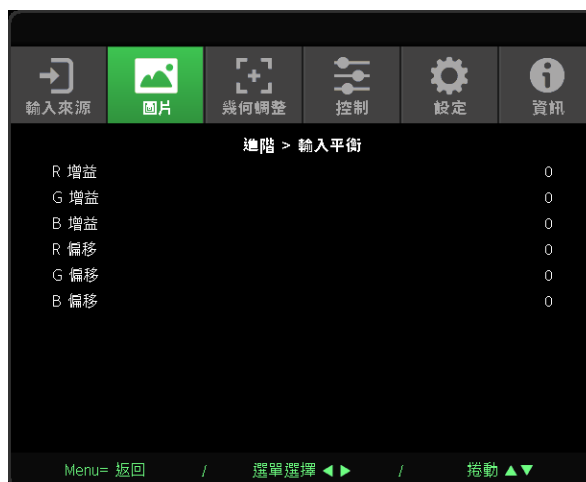 輸入來源 圖片 幾何調整 控制 設定 資訊
進階 > 輸入平衡
R 增益 0
G 增益 0
B 增益 0
R 偏移 0
G 偏移 0
B 偏移 0
Menu= 返回 / 選單選擇 ◀ ▶ / 捲動 ▲▼